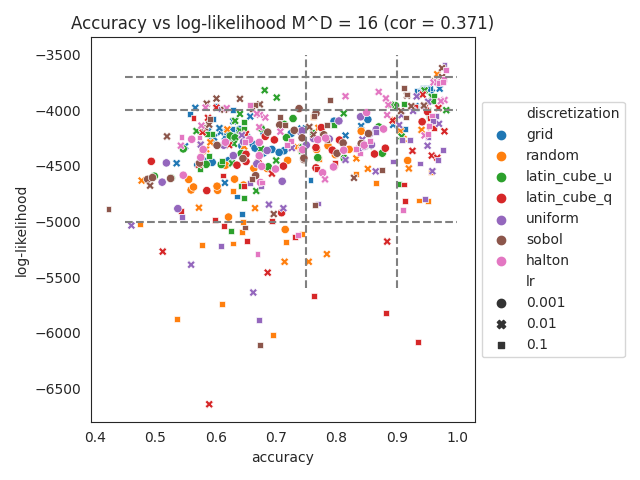 Accuracy vs log-likelihood M^D = 16 (cor = 0.371)
log-likelihood
−3500
−4000
−4500
−5000
−5500
−6000
−6500
0.4 0.5 0.6 0.7 0.8 0.9 1.0
accuracy
discretization
grid
random
latin_cube_u
latin_cube_q
uniform
sobol
halton
lr
0.001
0.01
0.1